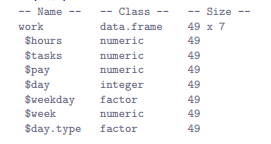 -- Name -- -- Class -- -- Size --
work data.frame 49 x 7
$hours numeric 49
$tasks numeric 49
$pay numeric 49
$day integer 49
$weekday factor 49
$week numeric 49
$day.type factor 49